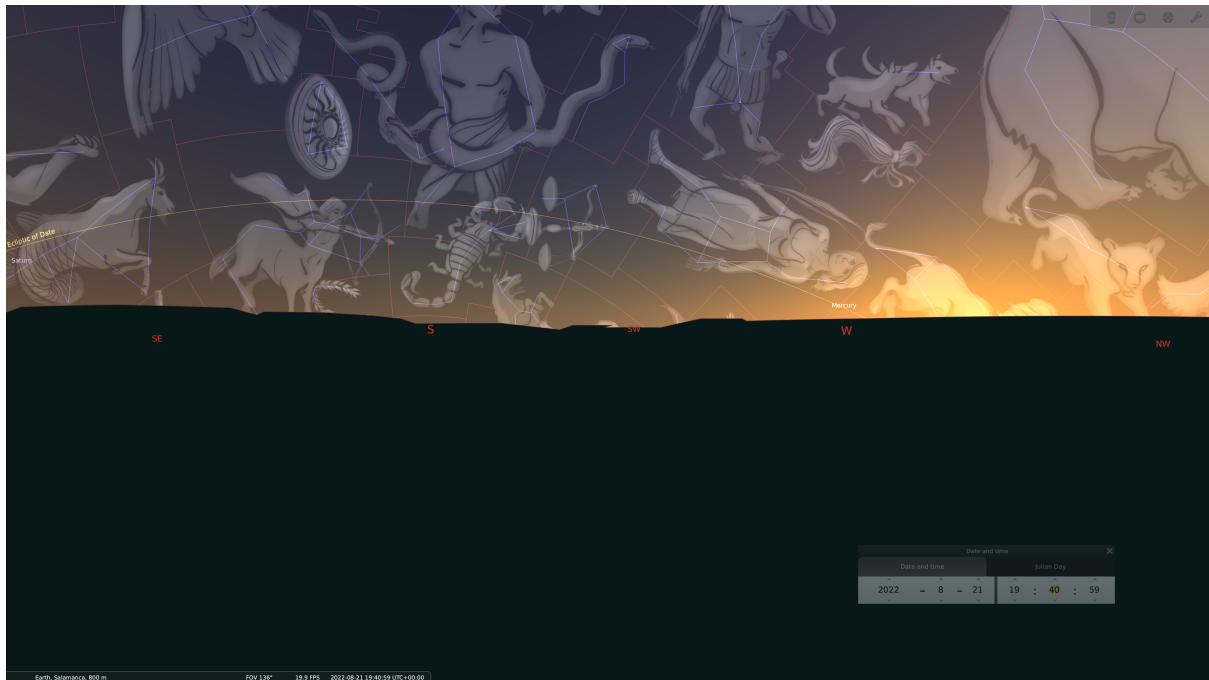 Ecliptic of Date
Saturn
Mercury
SE
S
SW
W
NW
Date and time
Date and time Julian Day
2022 – 8 – 21 19 : 40 : 59
Earth, Salamanca, 800 m FOV 136° 19.9 FPS 2022-08-21 19:40:59 UTC+00:00